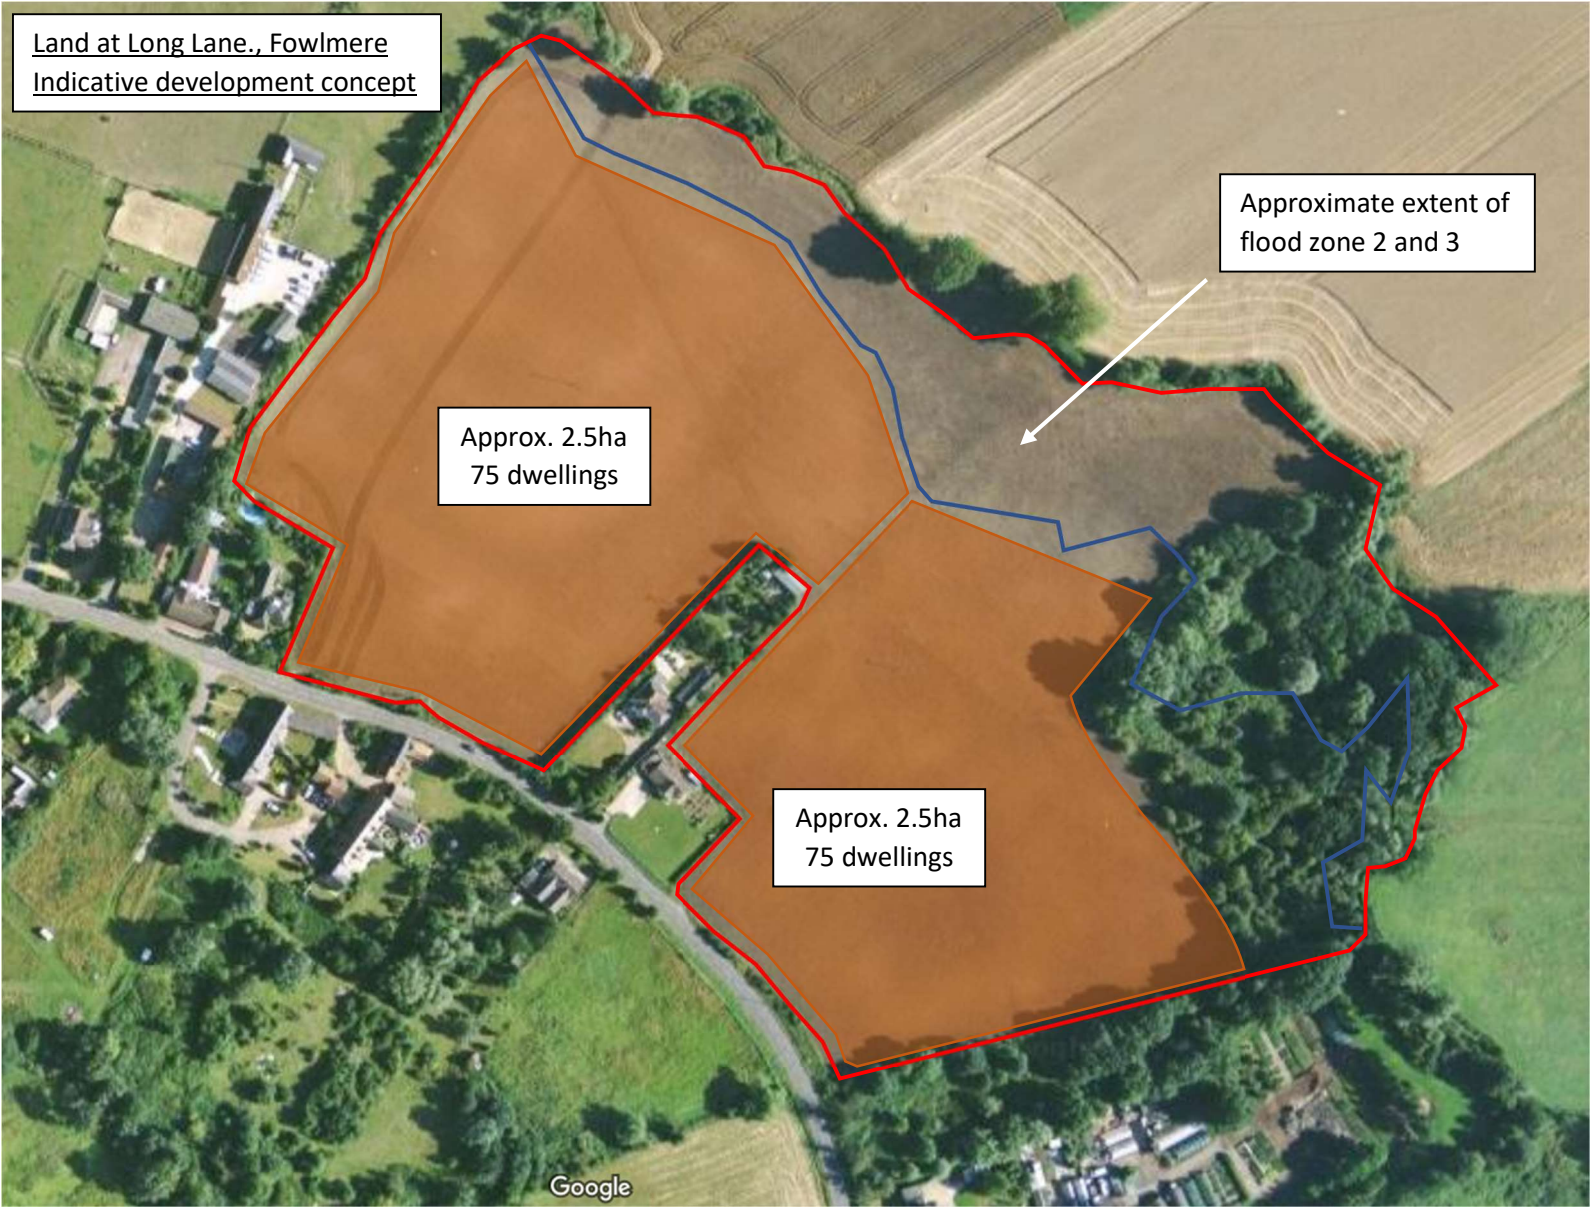 Land at Long Lane., Fowlmere
Indicative development concept
Approximate extent of
flood zone 2 and 3
Approx. 2.5ha
75 dwellings
Approx. 2.5ha
75 dwellings
Google